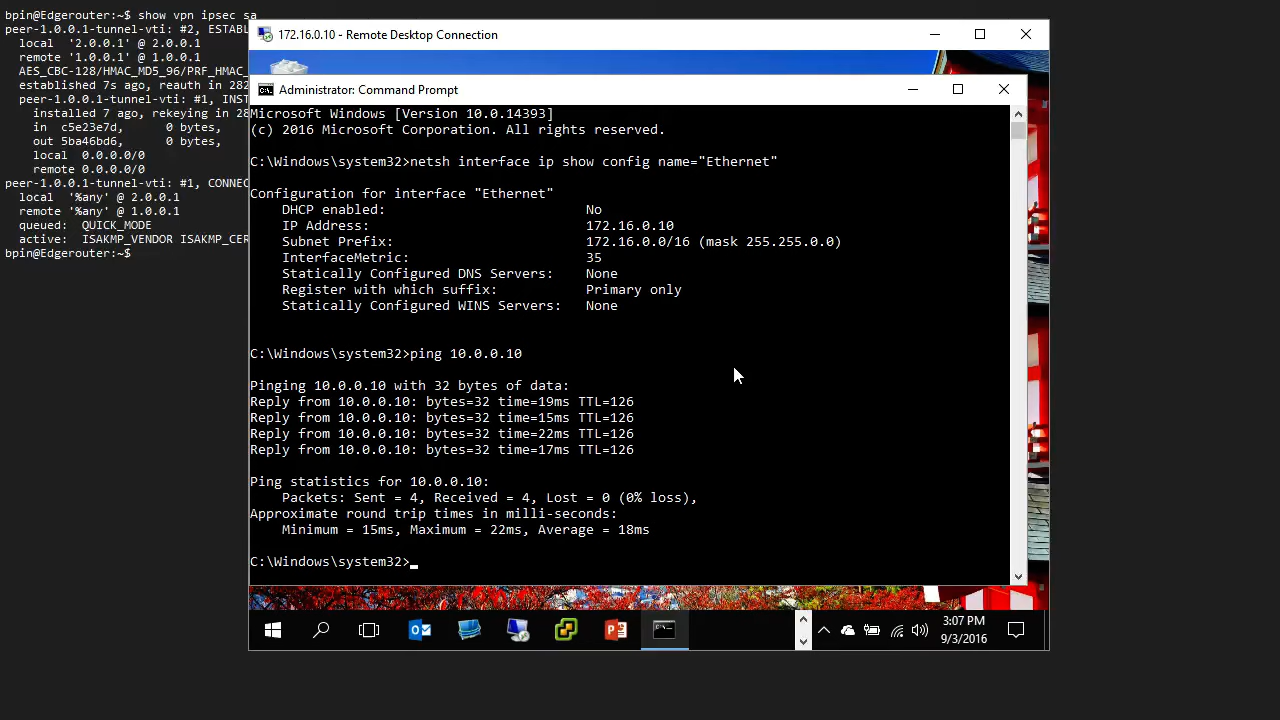 bpin@Edgerouter:~$ show vpn ipsec sa
peer-1.0.0.1-tunnel-vti: #2, ESTABL
  local  '2.0.0.1' @ 2.0.0.1
  remote '1.0.0.1' @ 1.0.0.1
  AES_CBC-128/HMAC_MD5_96/PRF_HMAC_
  established 7s ago, reauth in 282
  peer-1.0.0.1-tunnel-vti: #1, INST
    installed 7 ago, rekeying in 28
    in  c5e23e7d,      0 bytes,
    out 5ba46bd6,      0 bytes,
    local  0.0.0.0/0
    remote 0.0.0.0/0
peer-1.0.0.1-tunnel-vti: #1, CONNEC
  local  '%any' @ 2.0.0.1
  remote '%any' @ 1.0.0.1
  queued:  QUICK_MODE
  active:  ISAKMP_VENDOR ISAKMP_CER
bpin@Edgerouter:~$
172.16.0.10 - Remote Desktop Connection
Administrator: Command Prompt
Microsoft Windows [Version 10.0.14393]
(c) 2016 Microsoft Corporation. All rights reserved.
C:\Windows\system32>netsh interface ip show config name="Ethernet"
Configuration for interface "Ethernet"
    DHCP enabled:                         No
    IP Address:                           172.16.0.10
    Subnet Prefix:                        172.16.0.0/16 (mask 255.255.0.0)
    InterfaceMetric:                      35
    Statically Configured DNS Servers:    None
    Register with which suffix:           Primary only
    Statically Configured WINS Servers:   None
C:\Windows\system32>ping 10.0.0.10
Pinging 10.0.0.10 with 32 bytes of data:
Reply from 10.0.0.10: bytes=32 time=19ms TTL=126
Reply from 10.0.0.10: bytes=32 time=15ms TTL=126
Reply from 10.0.0.10: bytes=32 time=22ms TTL=126
Reply from 10.0.0.10: bytes=32 time=17ms TTL=126
Ping statistics for 10.0.0.10:
    Packets: Sent = 4, Received = 4, Lost = 0 (0% loss),
Approximate round trip times in milli-seconds:
    Minimum = 15ms, Maximum = 22ms, Average = 18ms
C:\Windows\system32>
3:07 PM
9/3/2016